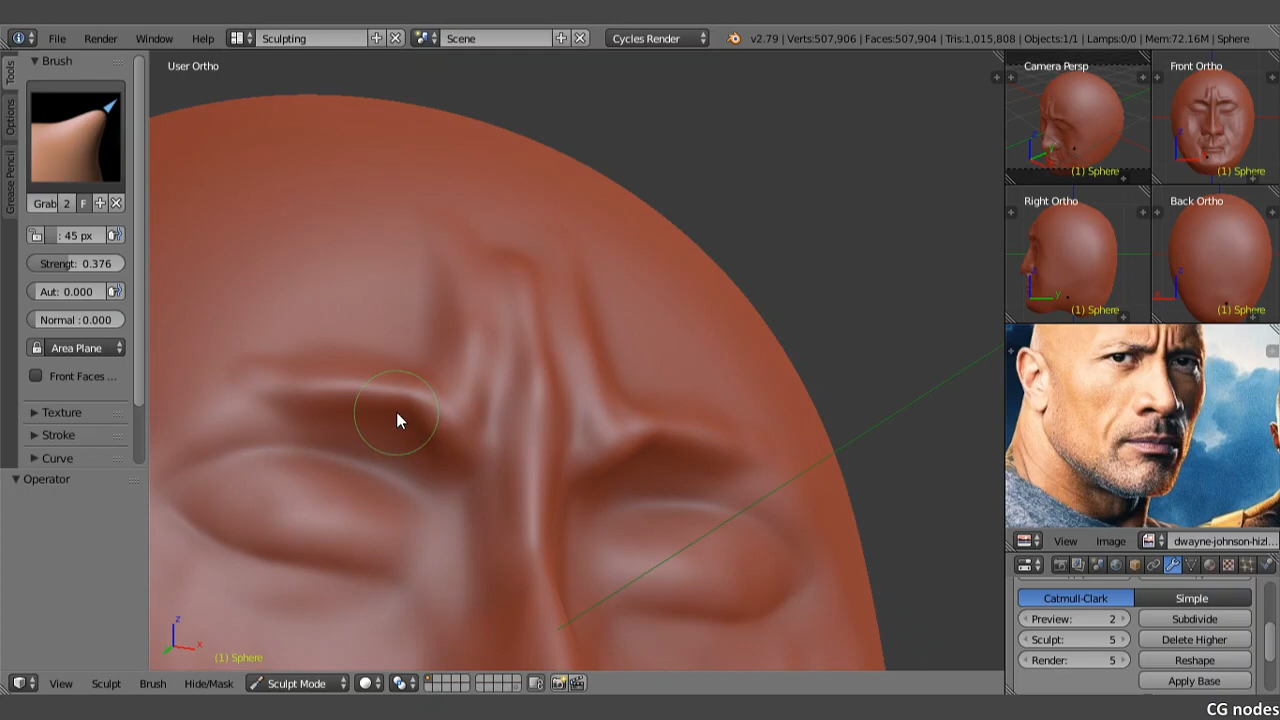 File Render Window Help Sculpting Scene Cycles Render v2.79 | Verts:507,906 | Faces:507,904 | Tris:1,015,808 | Objects:1/1 | Lamps:0/0 | Mem:72.16M | Sphere
Tools
Options
Grease Pencil
Brush
Grab 2 F
: 45 px
Strengt: 0.376
Aut: 0.000
Normal : 0.000
Area Plane
Front Faces ...
Texture
Stroke
Curve
Operator
User Ortho
z
x
(1) Sphere
View Sculpt Brush Hide/Mask Sculpt Mode
Camera Persp
(1) Sphere
Front Ortho
(1) Sphere
Right Ortho
(1) Sphere
Back Ortho
(1) Sphere
View Image dwayne-johnson-hizl...
Catmull-Clark Simple
Preview: 2 Subdivide
Sculpt: 5 Delete Higher
Render: 5 Reshape
Apply Base
CG nodes